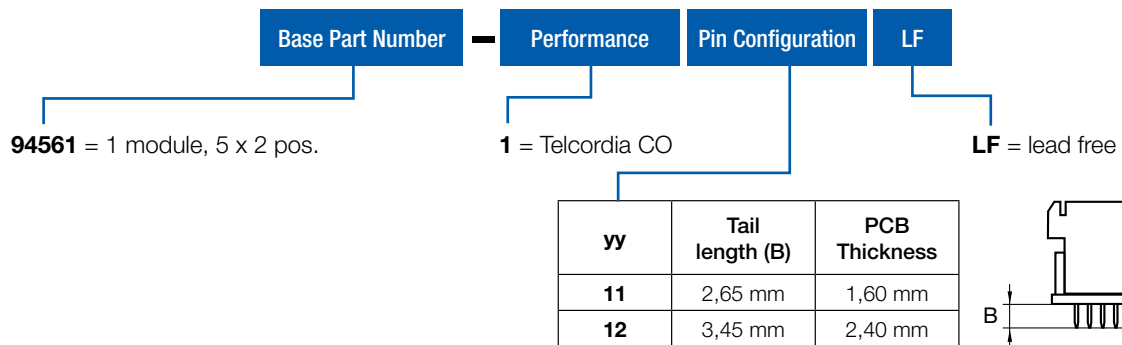 Base Part Number - Performance Pin Configuration LF
94561 = 1 module, 5 x 2 pos.
1 = Telcordia CO
LF = lead free
yy Tail length (B) PCB Thickness
11 2,65 mm 1,60 mm
12 3,45 mm 2,40 mm
B